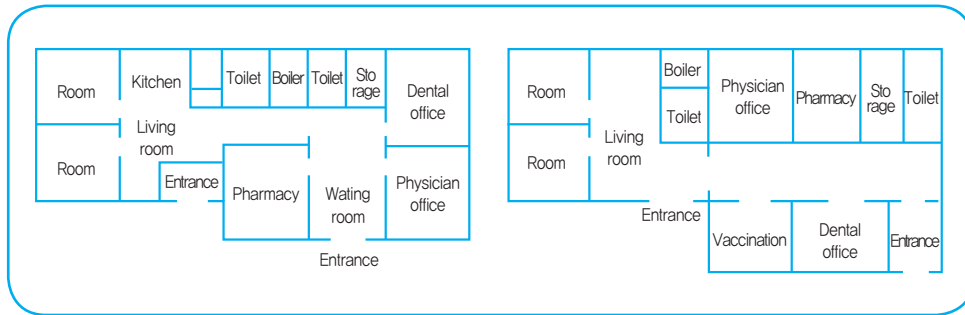 Room
Kitchen
Toilet
Boiler
Toilet
Sto
rage
Dental
office
Living
room
Room
Entrance
Pharmacy
Wating
room
Physician
office
Entrance
Room
Boiler
Toilet
Physician
office
Pharmacy
Sto
rage
Toilet
Living
room
Room
Entrance
Vaccination
Dental
office
Entrance